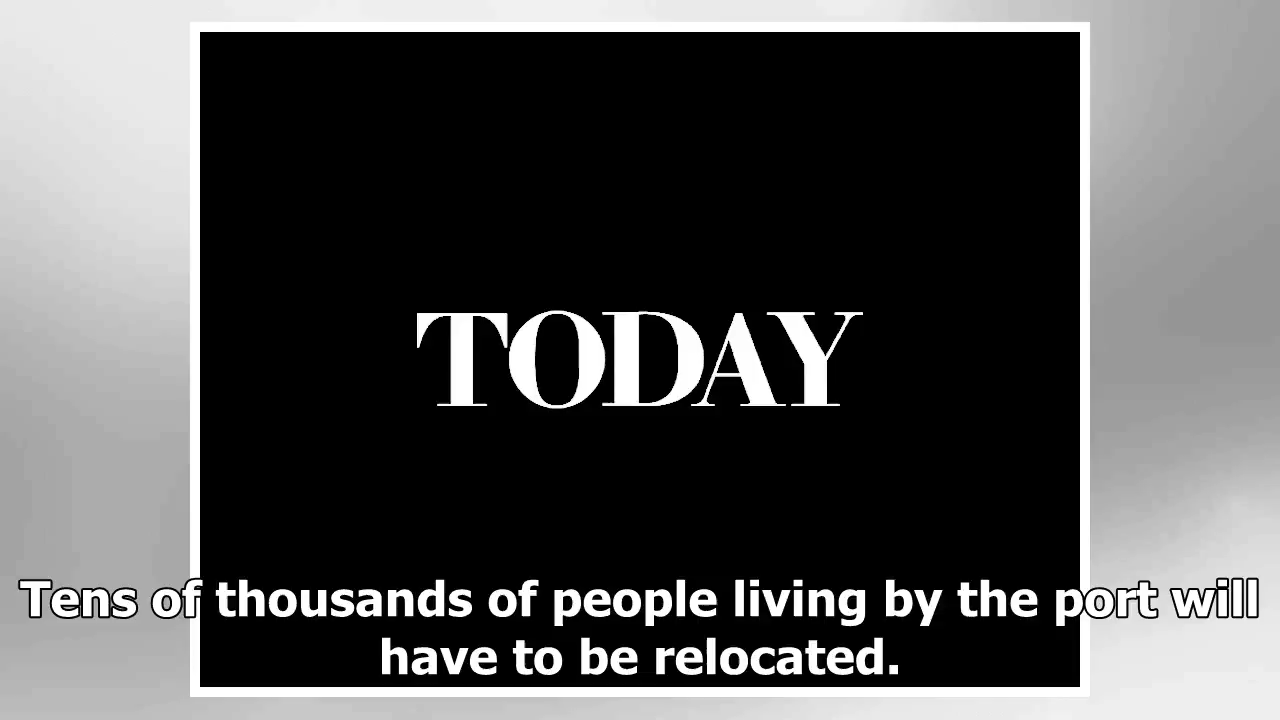 TODAY
Tens of thousands of people living by the port will
have to be relocated.